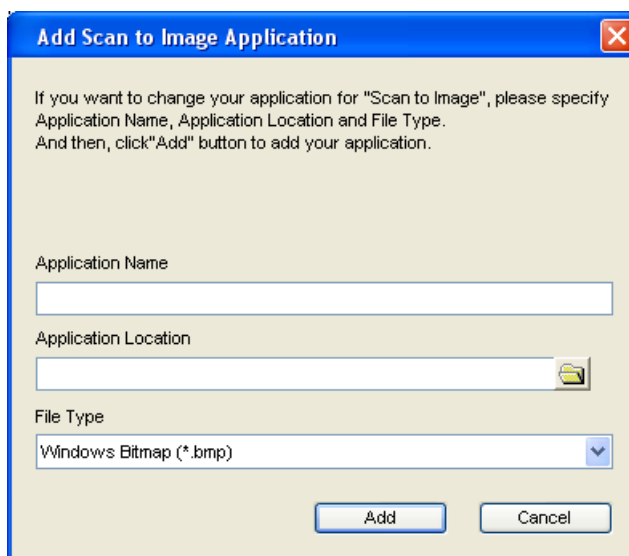 Add Scan to Image Application
If you want to change your application for "Scan to Image", please specify
Application Name, Application Location and File Type.
And then, click"Add" button to add your application.
Application Name
Application Location
File Type
Windows Bitmap (*.bmp)
Add Cancel